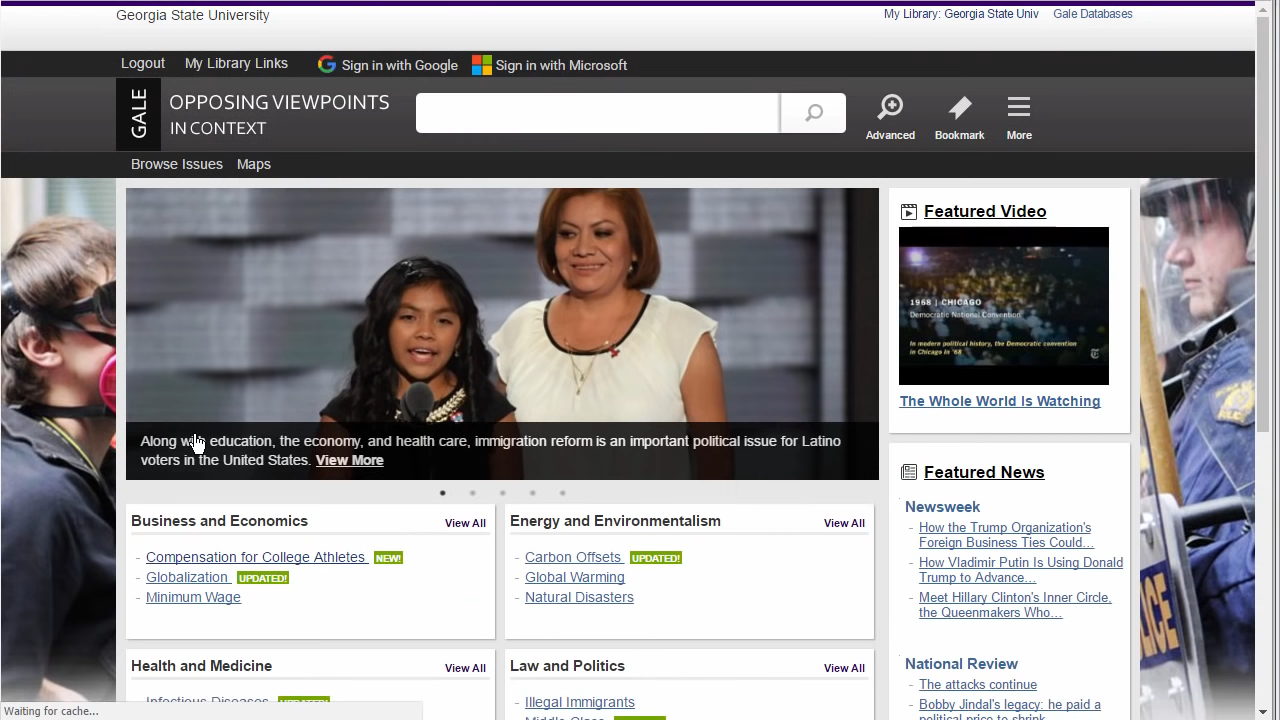 Georgia State University
My Library: Georgia State Univ Gale Databases
Logout My Library Links Sign in with Google Sign in with Microsoft
GALE
OPPOSING VIEWPOINTS
IN CONTEXT
Advanced Bookmark More
Browse Issues Maps
Along with education, the economy, and health care, immigration reform is an important political issue for Latino
voters in the United States. View More
Featured Video
1968 | CHICAGO
Democratic National Convention
In modern political history, the Democratic convention
in Chicago in '68
The Whole World Is Watching
Featured News
Newsweek
- How the Trump Organization's
Foreign Business Ties Could...
- How Vladimir Putin Is Using Donald
Trump to Advance...
- Meet Hillary Clinton's Inner Circle,
the Queenmakers Who...
National Review
- The attacks continue
- Bobby Jindal's legacy: he paid a
political price to shrink
Business and Economics View All
- Compensation for College Athletes NEW!
- Globalization UPDATED!
- Minimum Wage
Energy and Environmentalism View All
- Carbon Offsets UPDATED!
- Global Warming
- Natural Disasters
Health and Medicine View All
Infectious Diseases
Law and Politics View All
- Illegal Immigrants
Middle Class
Waiting for cache...